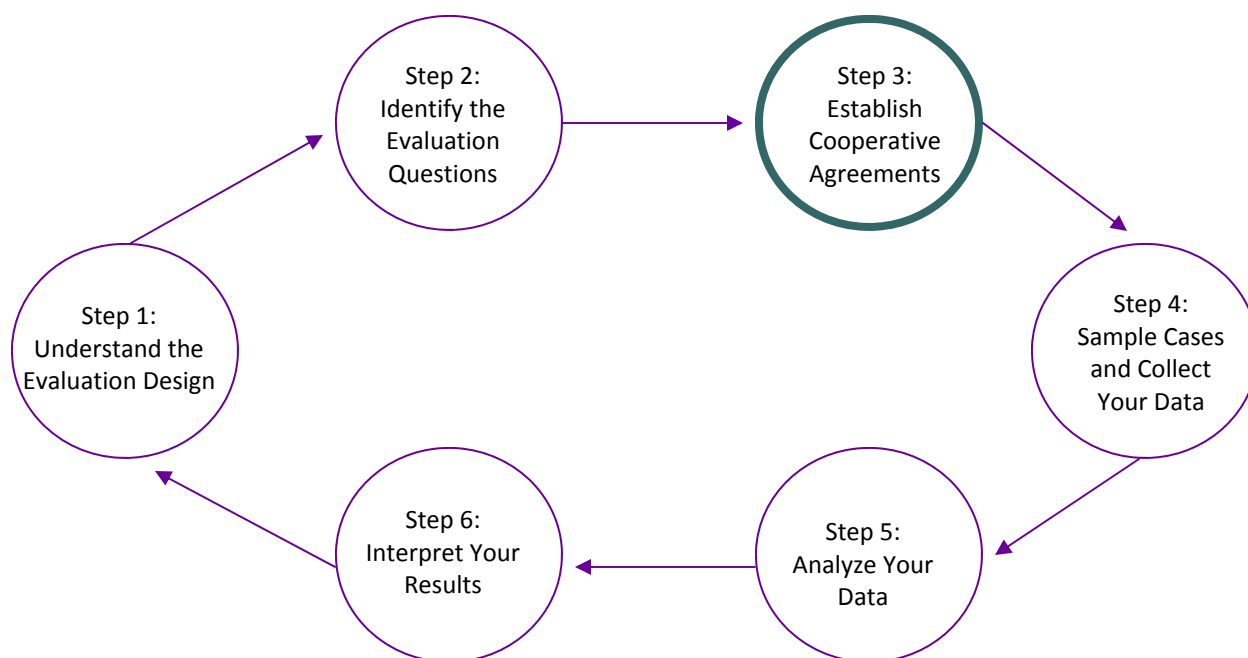 Step 1:
Understand the
Evaluation Design
Step 2:
Identify the
Evaluation
Questions
Step 3:
Establish
Cooperative
Agreements
Step 4:
Sample Cases
and Collect
Your Data
Step 5:
Analyze Your
Data
Step 6:
Interpret Your
Results